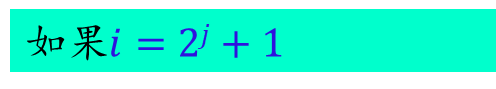 如果i = 2^j + 1